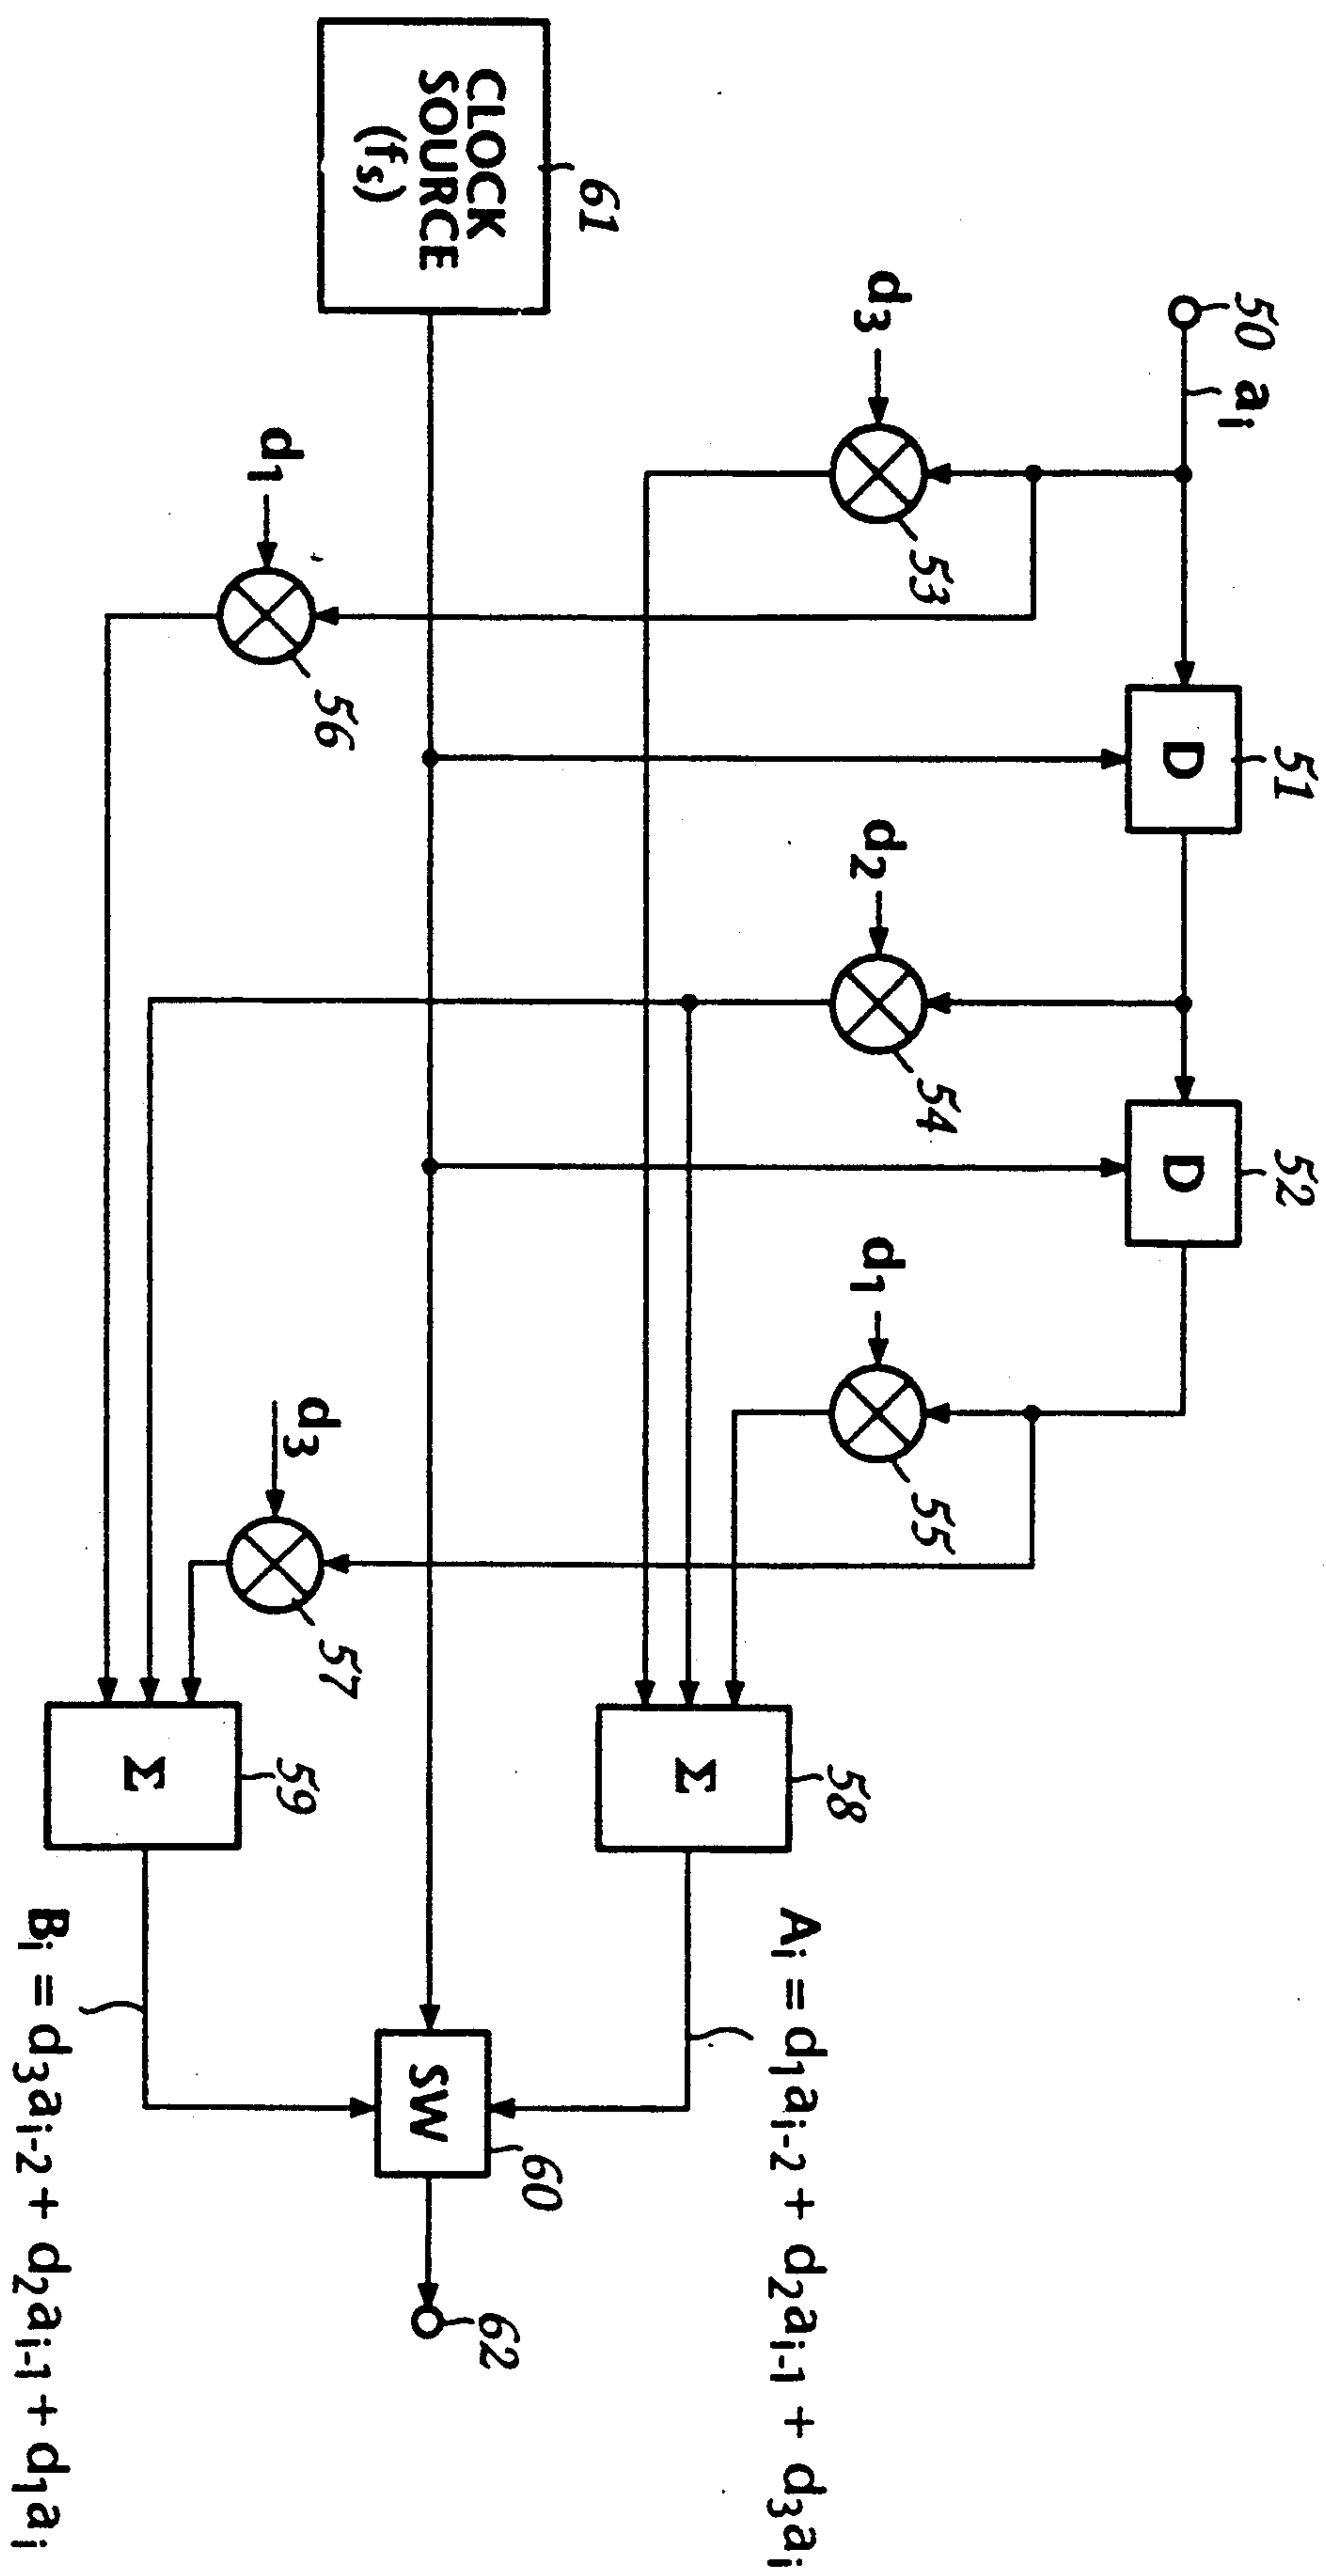 50
aᵢ
51
D
52
D
d₃
53
d₂
54
d₁
55
58
Σ
Aᵢ = d₁aᵢ₋₂ + d₂aᵢ₋₁ + d₃aᵢ
61
CLOCK
SOURCE
(fₛ)
60
SW
62
d₁
56
d₃
57
59
Σ
Bᵢ = d₃aᵢ₋₂ + d₂aᵢ₋₁ + d₁aᵢ